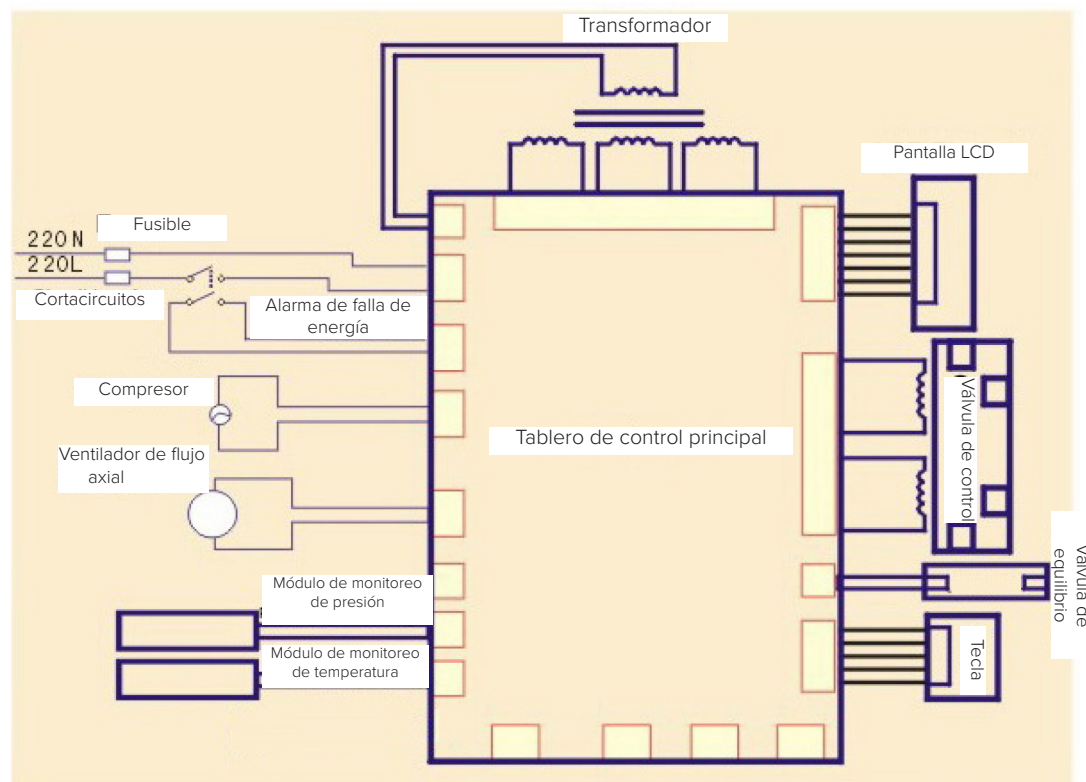 Transformador
Pantalla LCD
Fusible
220N
220L
Cortacircuitos
Alarma de falla de
energía
Compresor
Ventilador de flujo
axial
Tablero de control principal
Válvula de control
Válvula de
equilibrio
Módulo de monitoreo
de presión
Módulo de monitoreo
de temperatura
Tecla